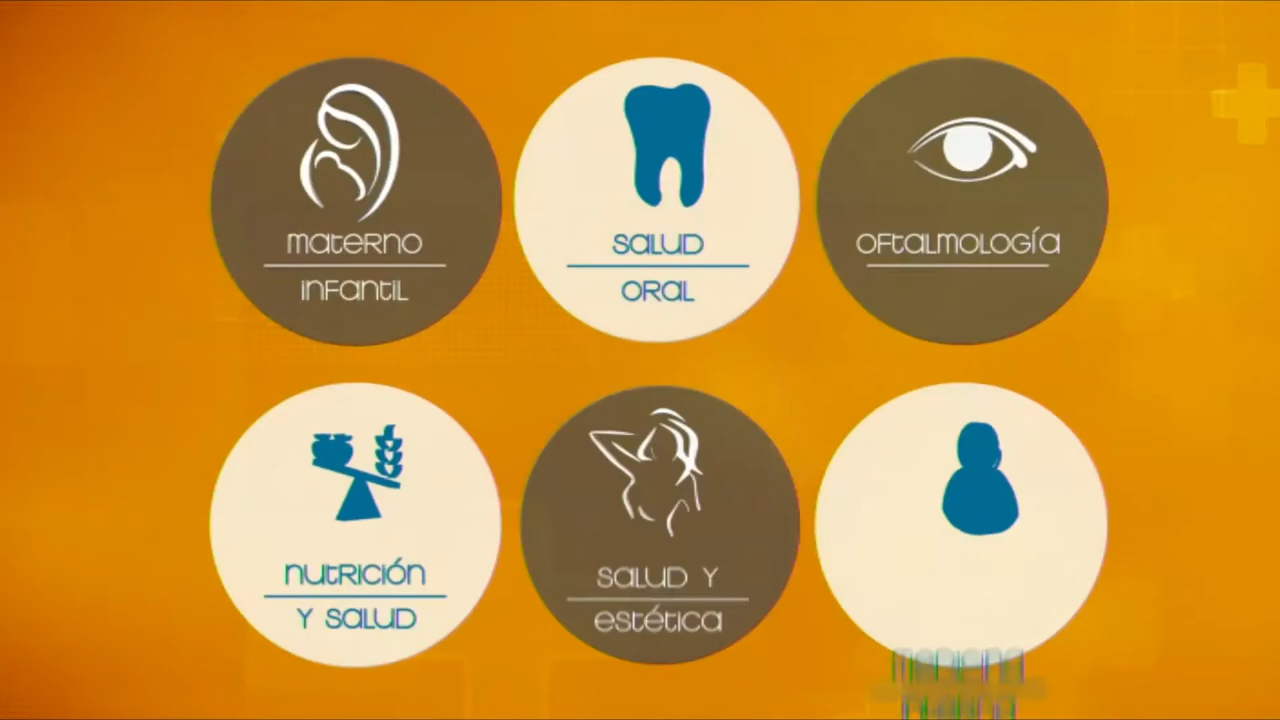 materno
infantil
salud
oral
oftalmología
nutrición
y salud
salud y
estética